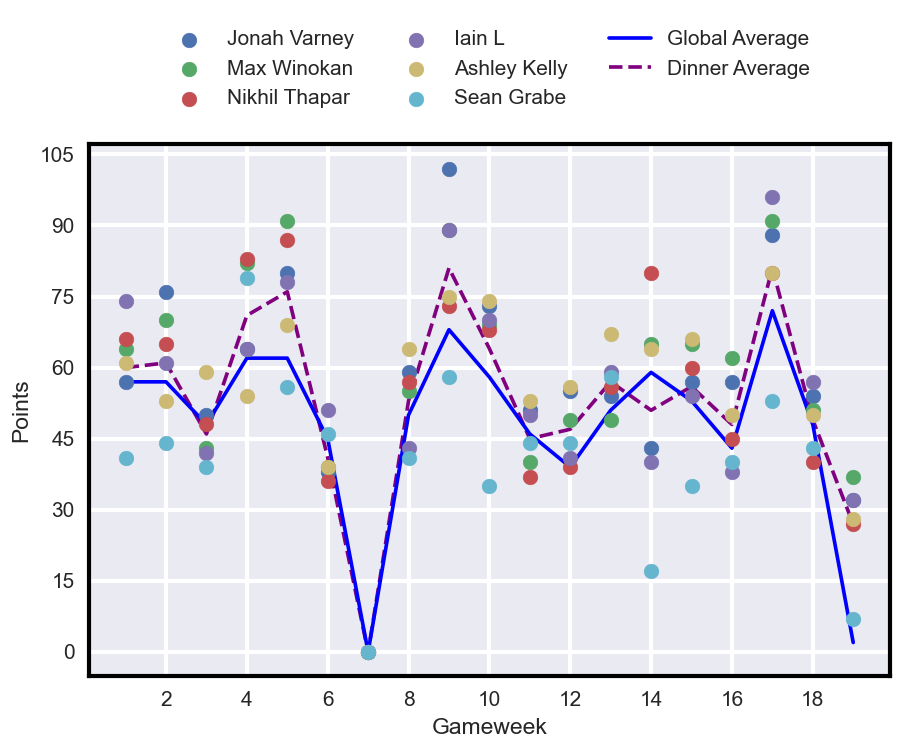 Jonah Varney
Max Winokan
Nikhil Thapar
Iain L
Ashley Kelly
Sean Grabe
Global Average
Dinner Average
105
90
75
60
45
30
15
0
Points
2 4 6 8 10 12 14 16 18
Gameweek